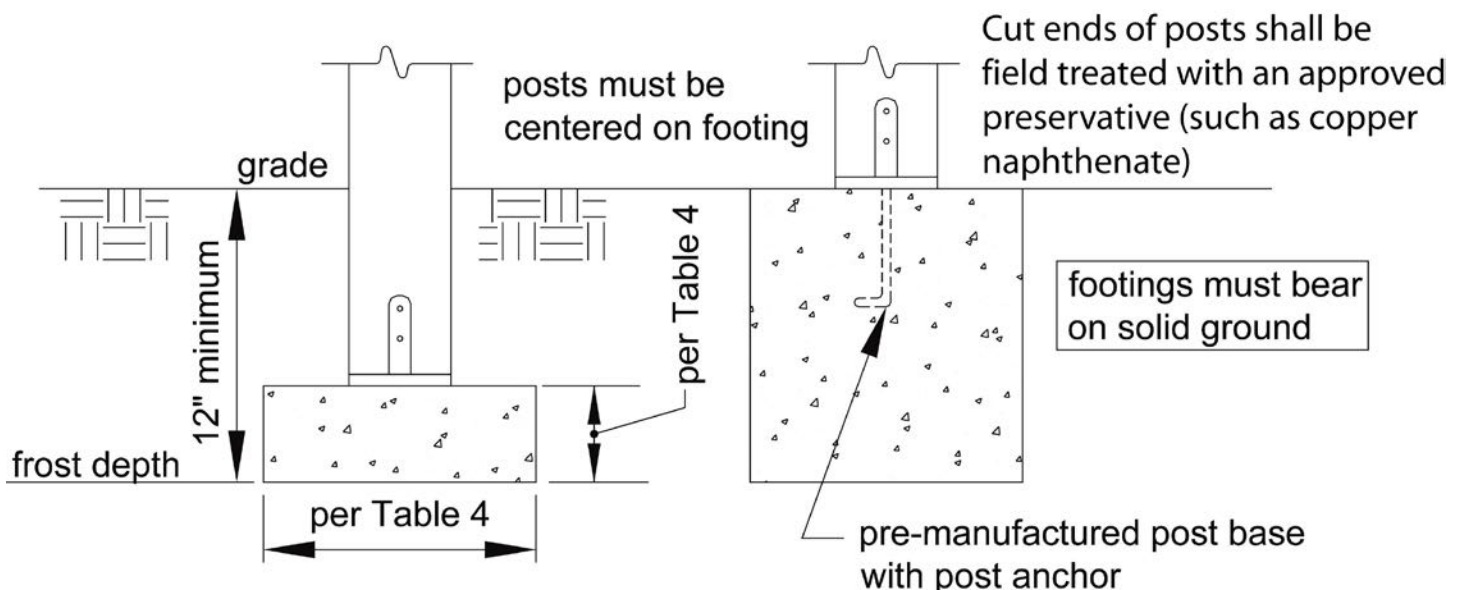 Cut ends of posts shall be
field treated with an approved
preservative (such as copper
naphthenate)
posts must be
centered on footing
grade
12" minimum
per Table 4
footings must bear
on solid ground
frost depth
per Table 4
pre-manufactured post base
with post anchor